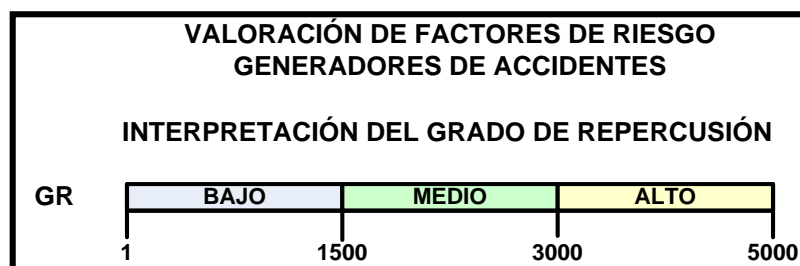 VALORACIÓN DE FACTORES DE RIESGO
GENERADORES DE ACCIDENTES
INTERPRETACIÓN DEL GRADO DE REPERCUSIÓN
GR BAJO MEDIO ALTO
1 1500 3000 5000